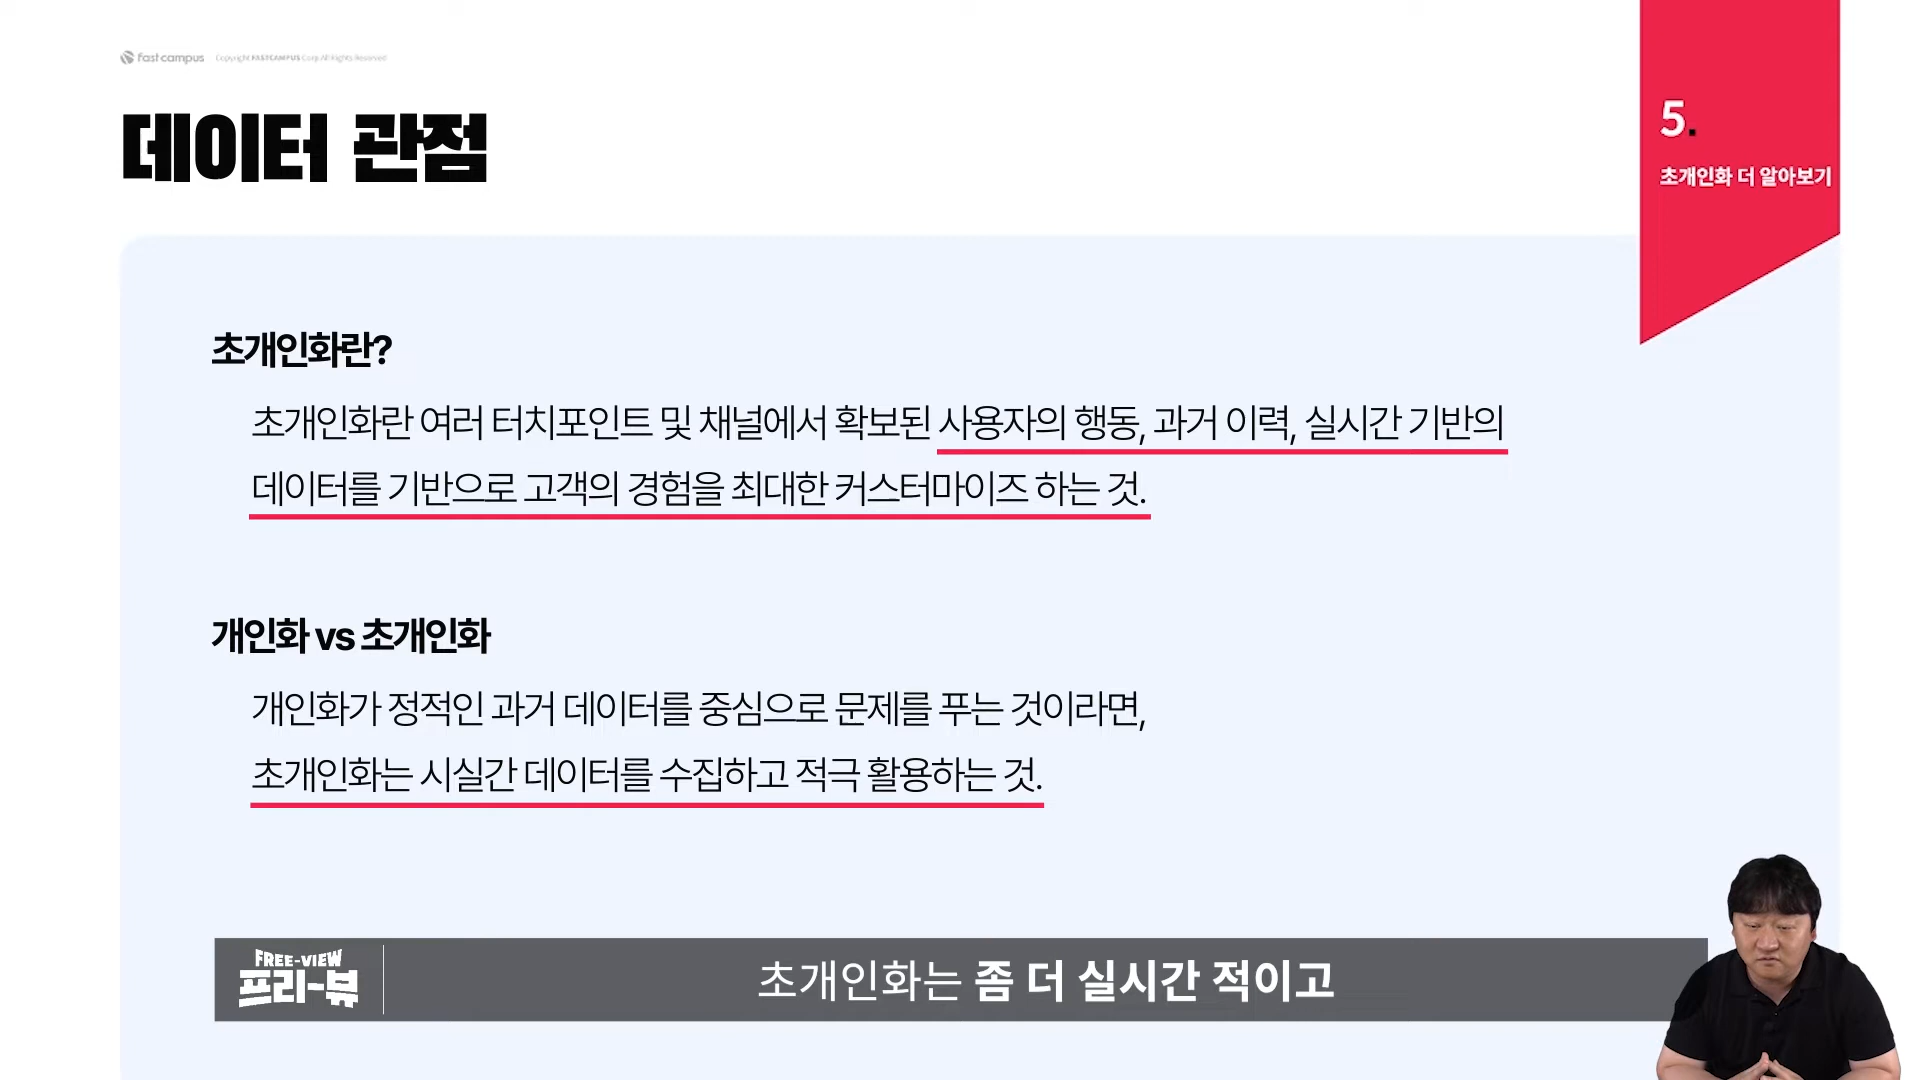 fast campus Copyright FASTCAMPUS Corp. All Rights Reserved
데이터 관점
5.
초개인화 더 알아보기
초개인화란?
초개인화란 여러 터치포인트 및 채널에서 확보된 사용자의 행동, 과거 이력, 실시간 기반의
데이터를 기반으로 고객의 경험을 최대한 커스터마이즈 하는 것.
개인화 vs 초개인화
개인화가 정적인 과거 데이터를 중심으로 문제를 푸는 것이라면,
초개인화는 시실간 데이터를 수집하고 적극 활용하는 것.
FREE-VIEW
프리-뷰
초개인화는 좀 더 실시간 적이고